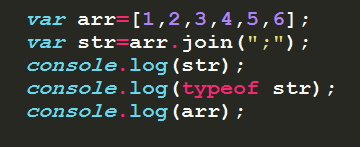 var arr=[1,2,3,4,5,6];
var str=arr.join(";");
console.log(str);
console.log(typeof str);
console.log(arr);